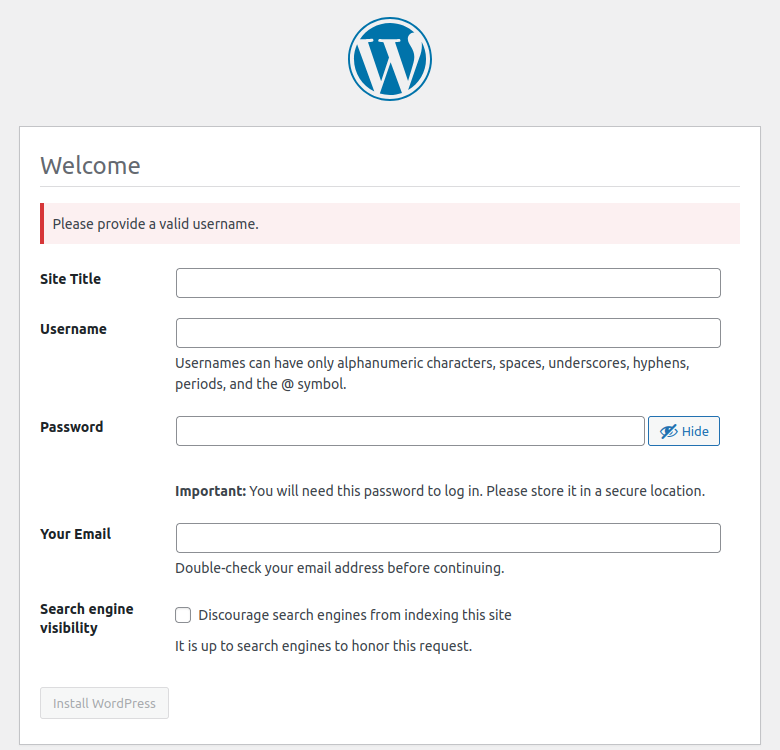 Welcome
Please provide a valid username.
Site Title
Username
Usernames can have only alphanumeric characters, spaces, underscores, hyphens,
periods, and the @ symbol.
Password
Hide
Important: You will need this password to log in. Please store it in a secure location.
Your Email
Double-check your email address before continuing.
Search engine
visibility
Discourage search engines from indexing this site
It is up to search engines to honor this request.
Install WordPress